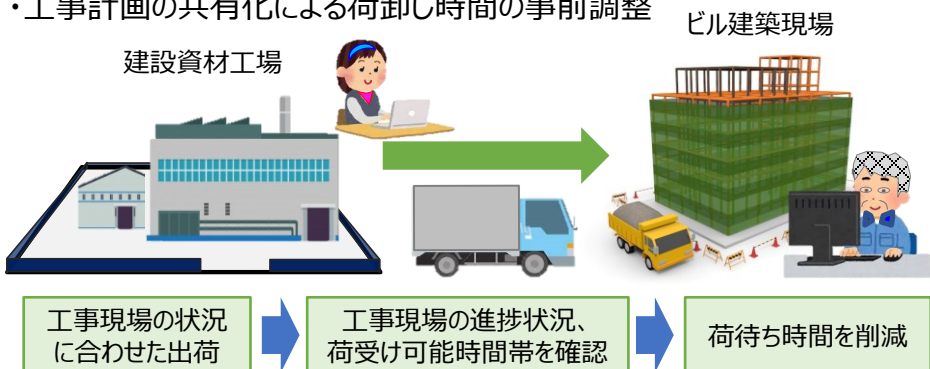 ・工事計画の共有化による荷卸し時間の事前調整
ビル建築現場
建設資材工場
工事現場の状況
に合わせた出荷
工事現場の進捗状況、
荷受け可能時間帯を確認
荷待ち時間を削減